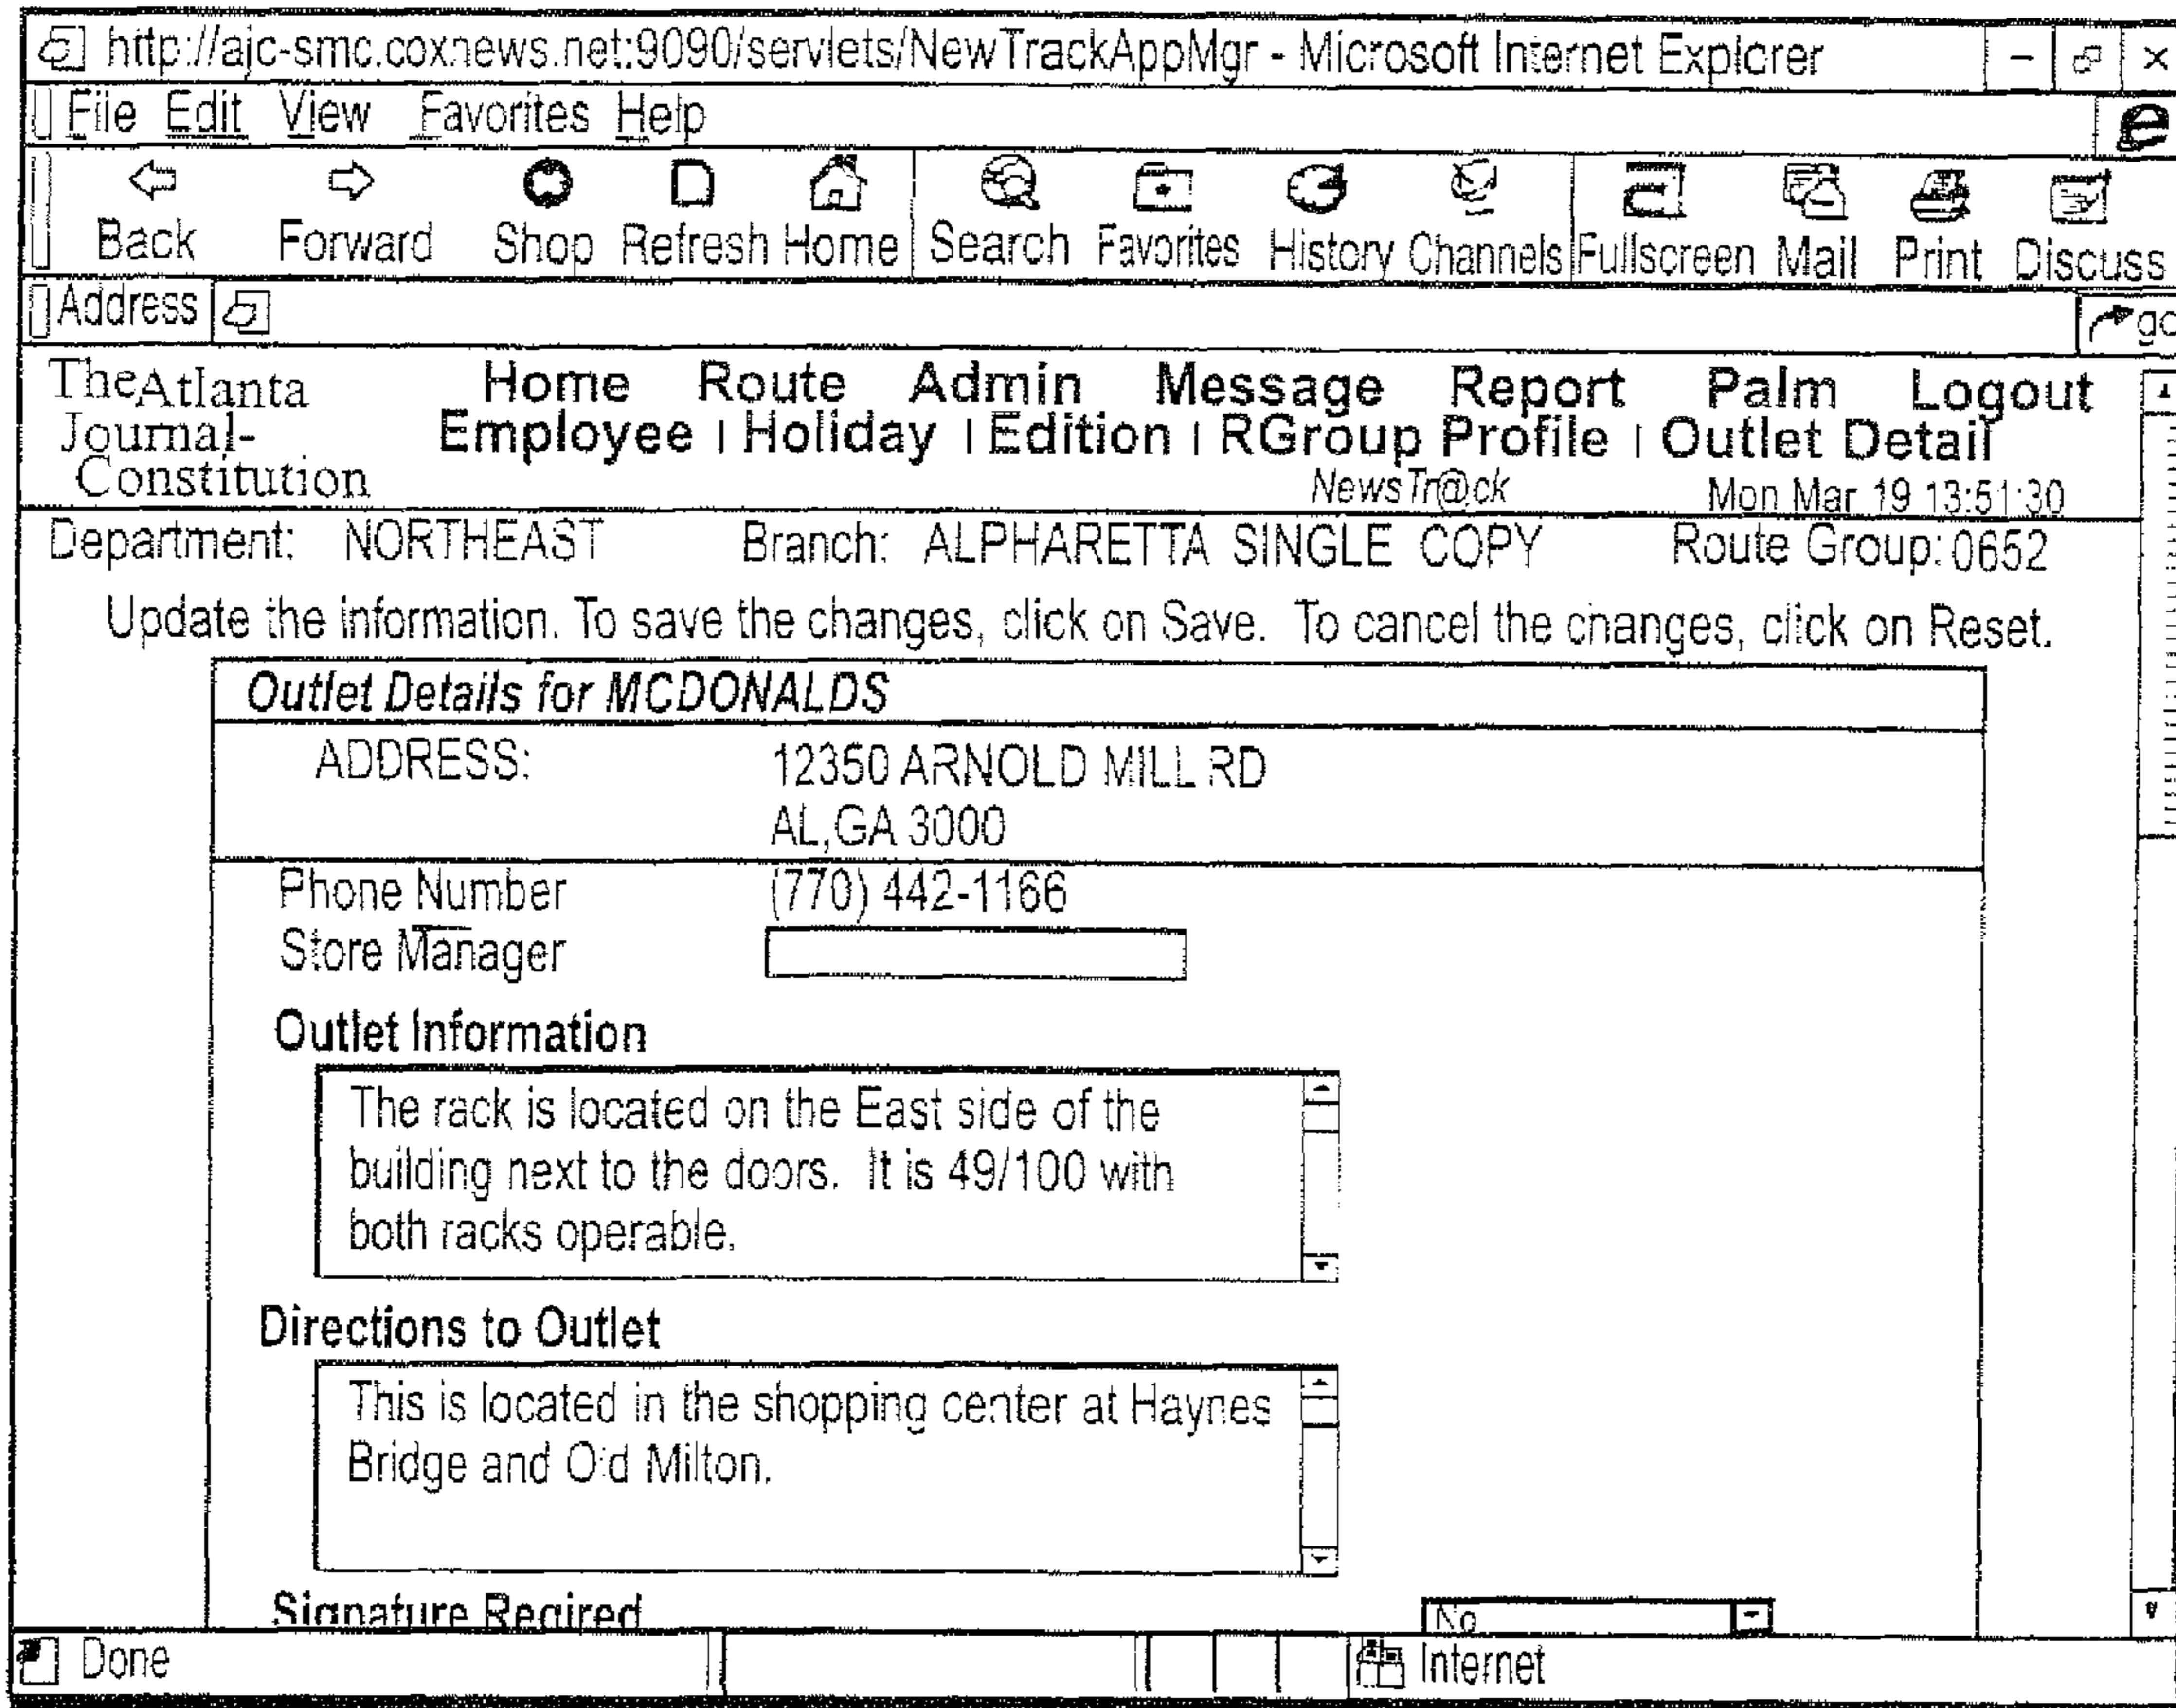 http://ajc-smc.coxnews.net:9090/servlets/NewTrackAppMgr - Microsoft Internet Explorer
File Edit View Favorites Help
Back Forward Shop Refresh Home Search Favorites History Channels Fullscreen Mail Print Discuss
Address go
The Atlanta Journal-Constitution
Home Route Admin Message Report Palm Logout
Employee | Holiday | Edition | RGroup Profile | Outlet Detail
NewsTr@ck Mon Mar 19 13:51:30
Department: NORTHEAST Branch: ALPHARETTA SINGLE COPY Route Group: 0652
Update the information. To save the changes, click on Save. To cancel the changes, click on Reset.
Outlet Details for MCDONALDS
ADDRESS: 12350 ARNOLD MILL RD
AL,GA 3000
Phone Number (770) 442-1166
Store Manager
Outlet Information
The rack is located on the East side of the
building next to the doors. It is 49/100 with
both racks operable.
Directions to Outlet
This is located in the shopping center at Haynes
Bridge and Old Milton.
Signature Reqired No
Done Internet